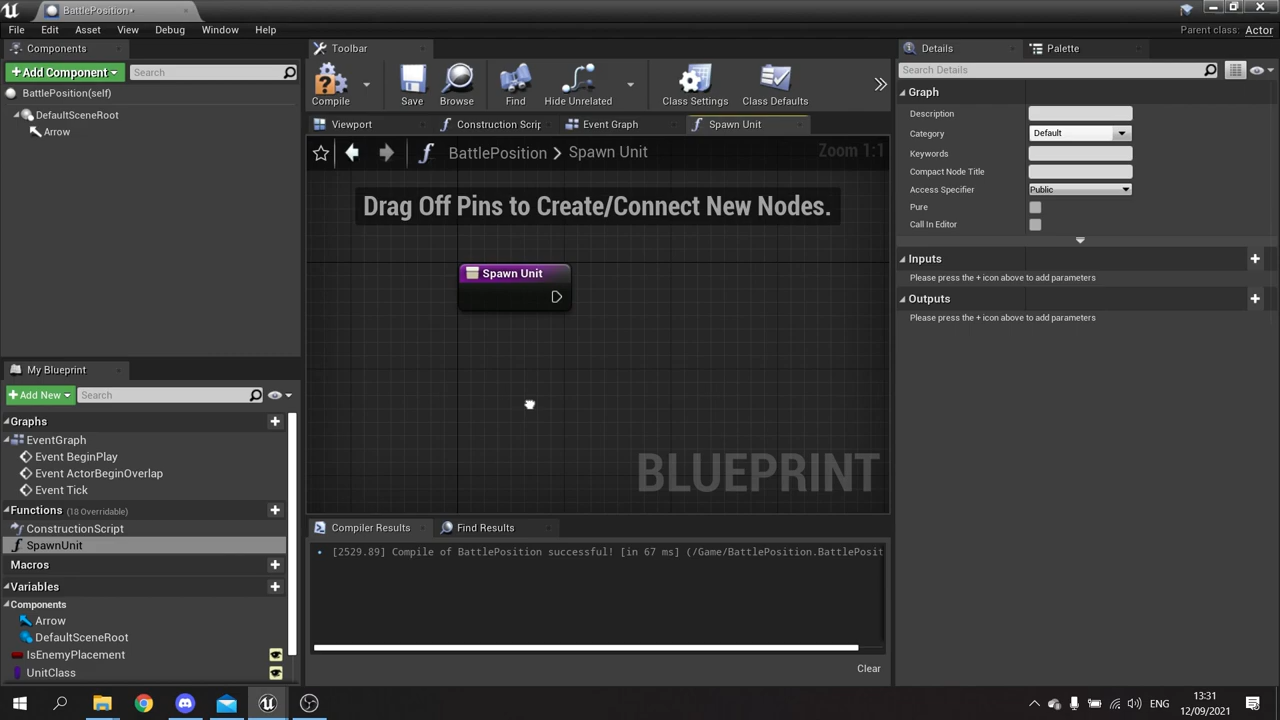 BattlePosition*
File Edit Asset View Debug Window Help
Parent class: Actor
Components
Toolbar
Details
Palette
Add Component
Search
Search Details
BattlePosition(self)
Compile
Save
Browse
Find
Hide Unrelated
Class Settings
Class Defaults
Graph
DefaultSceneRoot
Description
Arrow
Viewport
Construction Scrip
Event Graph
Spawn Unit
Category
Default
BattlePosition > Spawn Unit
Zoom 1:1
Keywords
Compact Node Title
Access Specifier
Public
Drag Off Pins to Create/Connect New Nodes.
Pure
Call In Editor
Inputs
Please press the + icon above to add parameters
Spawn Unit
Outputs
Please press the + icon above to add parameters
My Blueprint
Add New
Search
Graphs
EventGraph
Event BeginPlay
Event ActorBeginOverlap
Event Tick
BLUEPRINT
Functions (18 Overridable)
ConstructionScript
SpawnUnit
Macros
Variables
Components
Arrow
DefaultSceneRoot
IsEnemyPlacement
UnitClass
Compiler Results
Find Results
[2529.89] Compile of BattlePosition successful! [in 67 ms] (/Game/BattlePosition.BattlePosit
Clear
ENG
13:31
12/09/2021